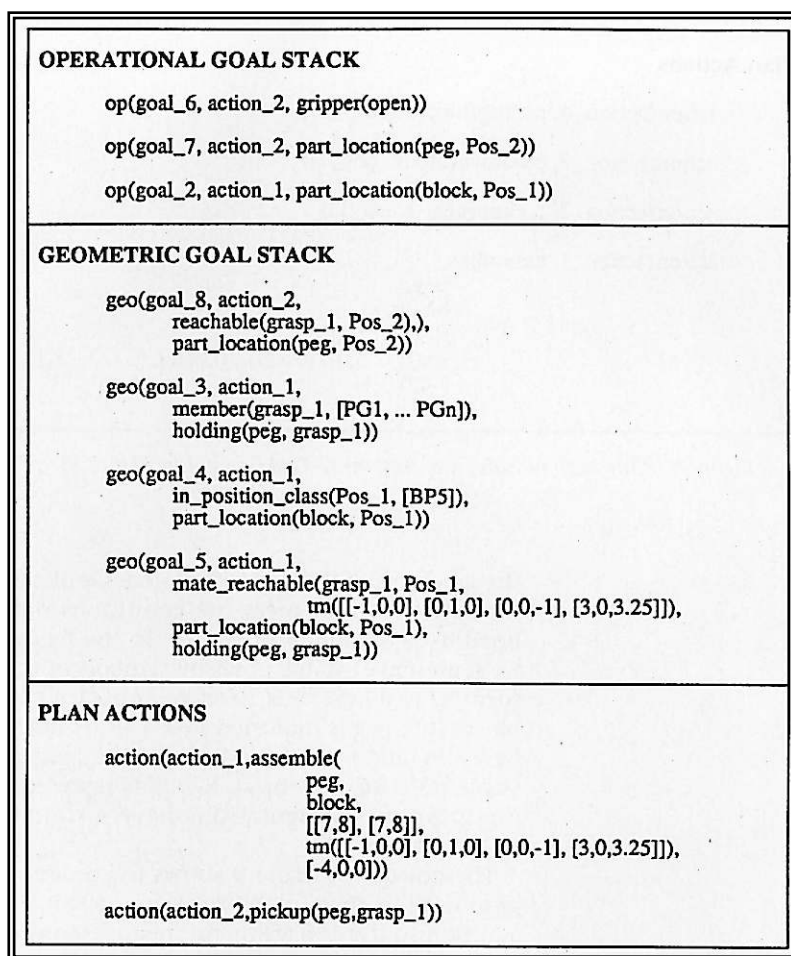 OPERATIONAL GOAL STACK
op(goal_6, action_2, gripper(open))
op(goal_7, action_2, part_location(peg, Pos_2))
op(goal_2, action_1, part_location(block, Pos_1))
GEOMETRIC GOAL STACK
geo(goal_8, action_2,
reachable(grasp_1, Pos_2),),
part_location(peg, Pos_2))
geo(goal_3, action_1,
member(grasp_1, [PG1, ... PGn]),
holding(peg, grasp_1))
geo(goal_4, action_1,
in_position_class(Pos_1, [BP5]),
part_location(block, Pos_1))
geo(goal_5, action_1,
mate_reachable(grasp_1, Pos_1,
tm([[-1,0,0], [0,1,0], [0,0,-1], [3,0,3.25]]),
part_location(block, Pos_1),
holding(peg, grasp_1))
PLAN ACTIONS
action(action_1,assemble(
peg,
block,
[[7,8], [7,8]],
tm([[-1,0,0], [0,1,0], [0,0,-1], [3,0,3.25]]),
[-4,0,0]))
action(action_2,pickup(peg,grasp_1))